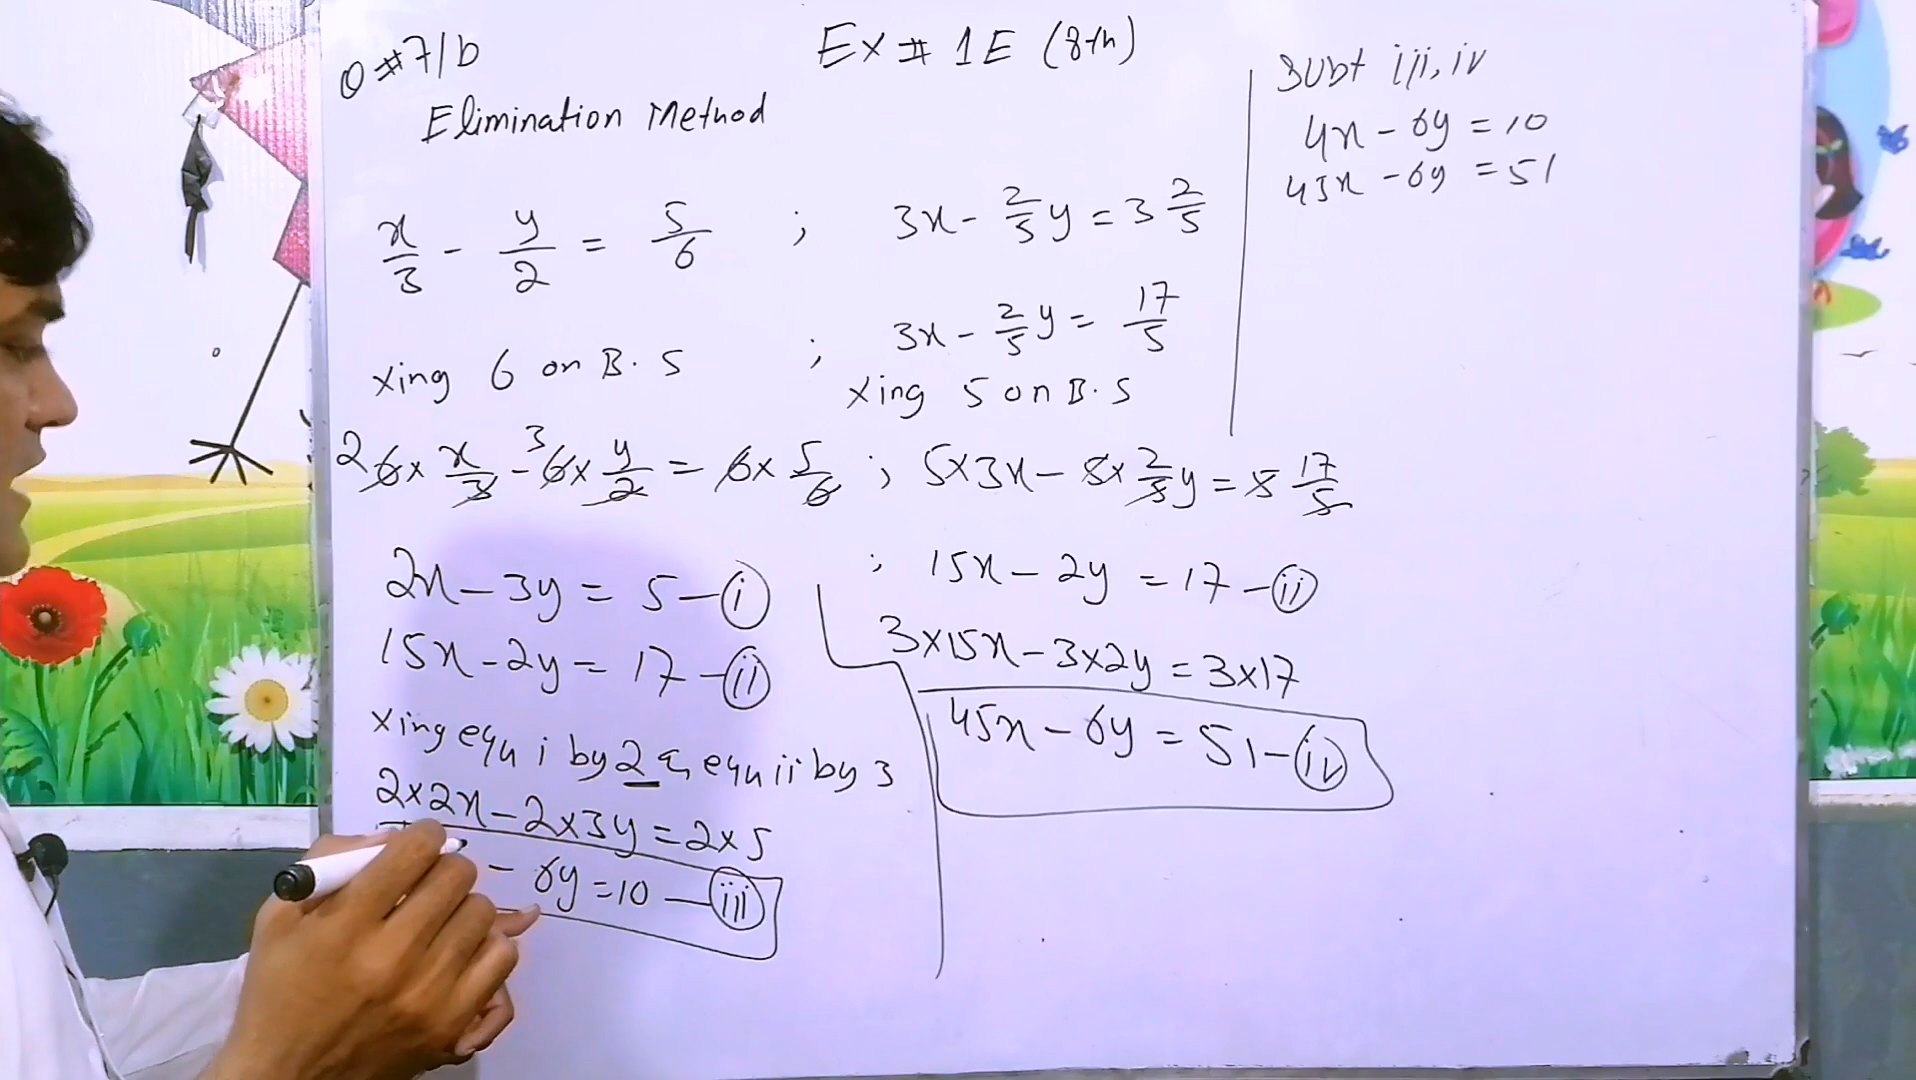 Q#7/b
Ex # 1E (8th)
Elimination Method
x/3 - y/2 = 5/6 ; 3x - 2/5 y = 3 2/5
; 3x - 2/5 y = 17/5
xing 6 on B.S
xing 5 on B.S
2 6x x/3 - 3 6x y/2 = 6x 5/6 ; 5x3x - 5x 2/5 y = 5 17/5
2x - 3y = 5 - (i)
; 15x - 2y = 17 - (ii)
15x - 2y = 17 - (ii)
3x15x - 3x2y = 3x17
45x - 6y = 51 - (iv)
xing equ i by 2 & equ ii by 3
2x2x - 2x3y = 2x5
- 6y = 10 - (iii)
Subt iii, iv
4x - 6y = 10
45x - 6y = 51